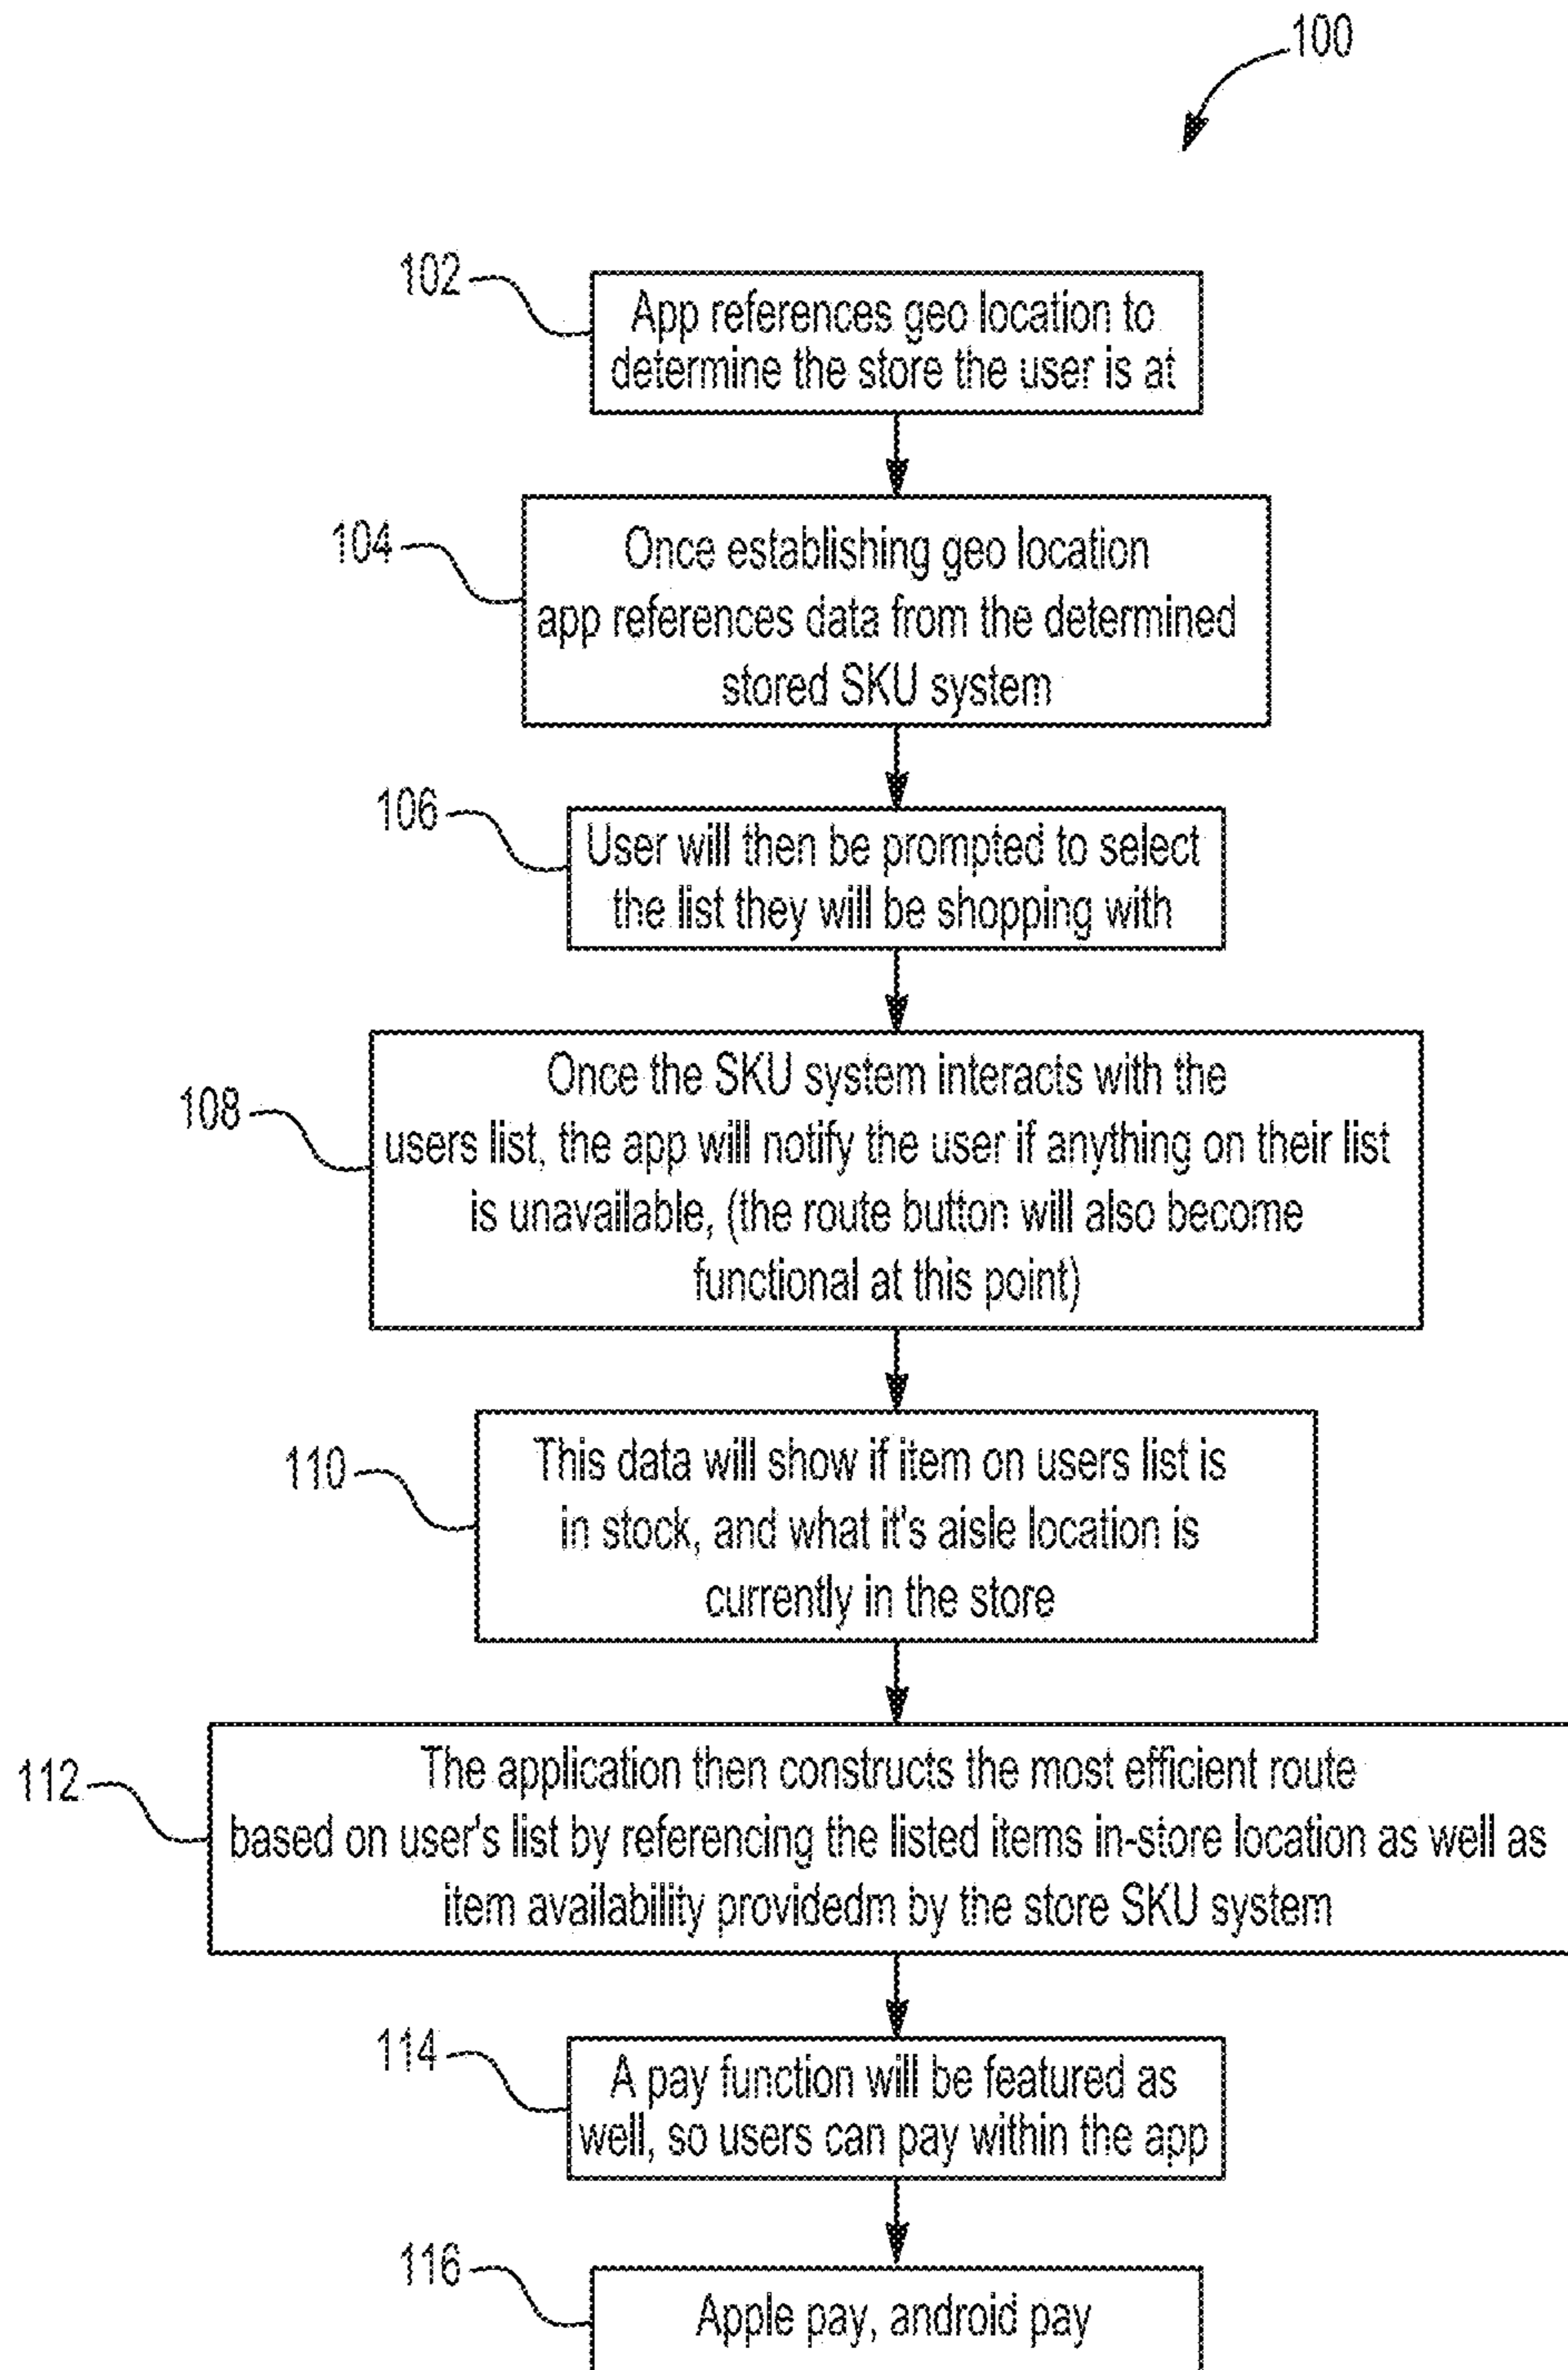 100
102
App references geo location to
determine the store the user is at
104
Once establishing geo location
app references data from the determined
stored SKU system
106
User will then be prompted to select
the list they will be shopping with
108
Once the SKU system interacts with the
users list, the app will notify the user if anything on their list
is unavailable, (the route button will also become
functional at this point)
110
This data will show if item on users list is
in stock, and what it's aisle location is
currently in the store
112
The application then constructs the most efficient route
based on user's list by referencing the listed items in-store location as well as
item availability providedm by the store SKU system
114
A pay function will be featured as
well, so users can pay within the app
116
Apple pay, android pay